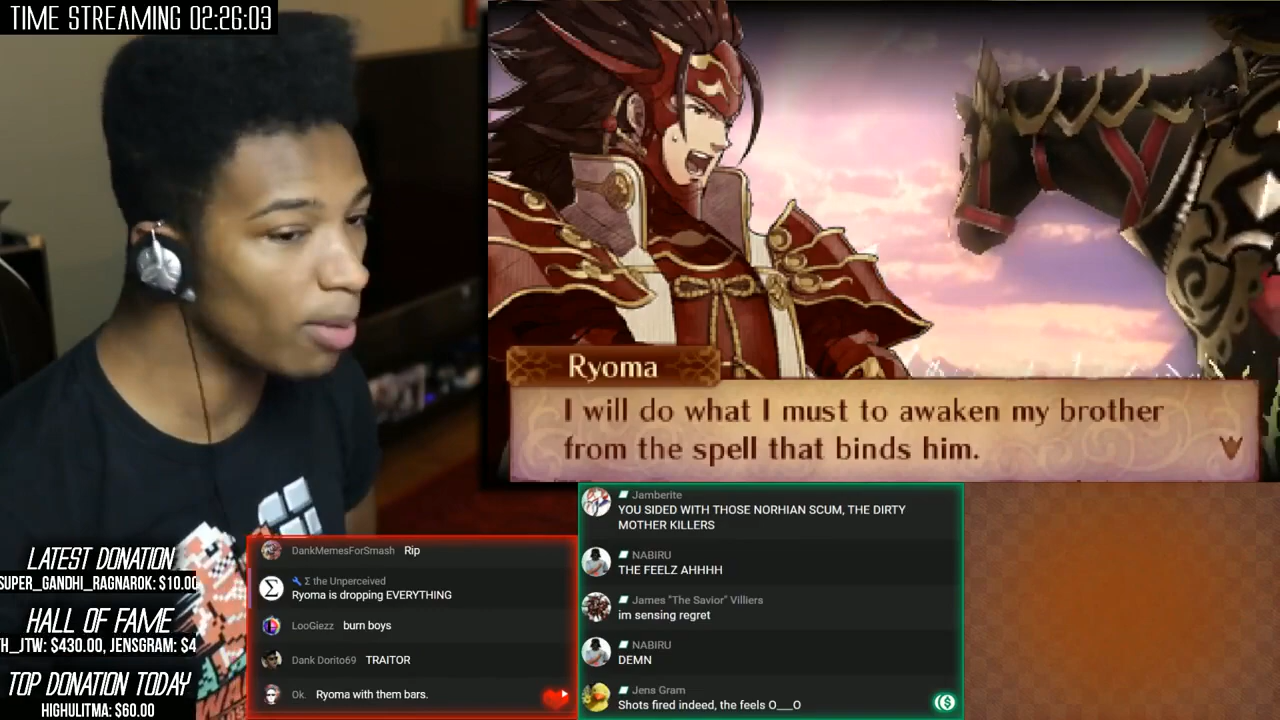 TIME STREAMING 02:26:03
Ryoma
I will do what I must to awaken my brother
from the spell that binds him.
LATEST DONATION
SUPER_GANDHI_RAGNAROK: $10.00
HALL OF FAME
TH_JTW: $430.00, JENSGRAM: $4
TOP DONATION TODAY
HIGHULITMA: $60.00
DankMemesForSmash Rip
Σ the Unperceived
Ryoma is dropping EVERYTHING
LooGiezz burn boys
Dank Dorito69 TRAITOR
Ok. Ryoma with them bars.
Jamberite
YOU SIDED WITH THOSE NORHIAN SCUM, THE DIRTY
MOTHER KILLERS
NABIRU
THE FEELZ AHHHH
James "The Savior" Villiers
im sensing regret
NABIRU
DEMN
Jens Gram
Shots fired indeed, the feels O___O